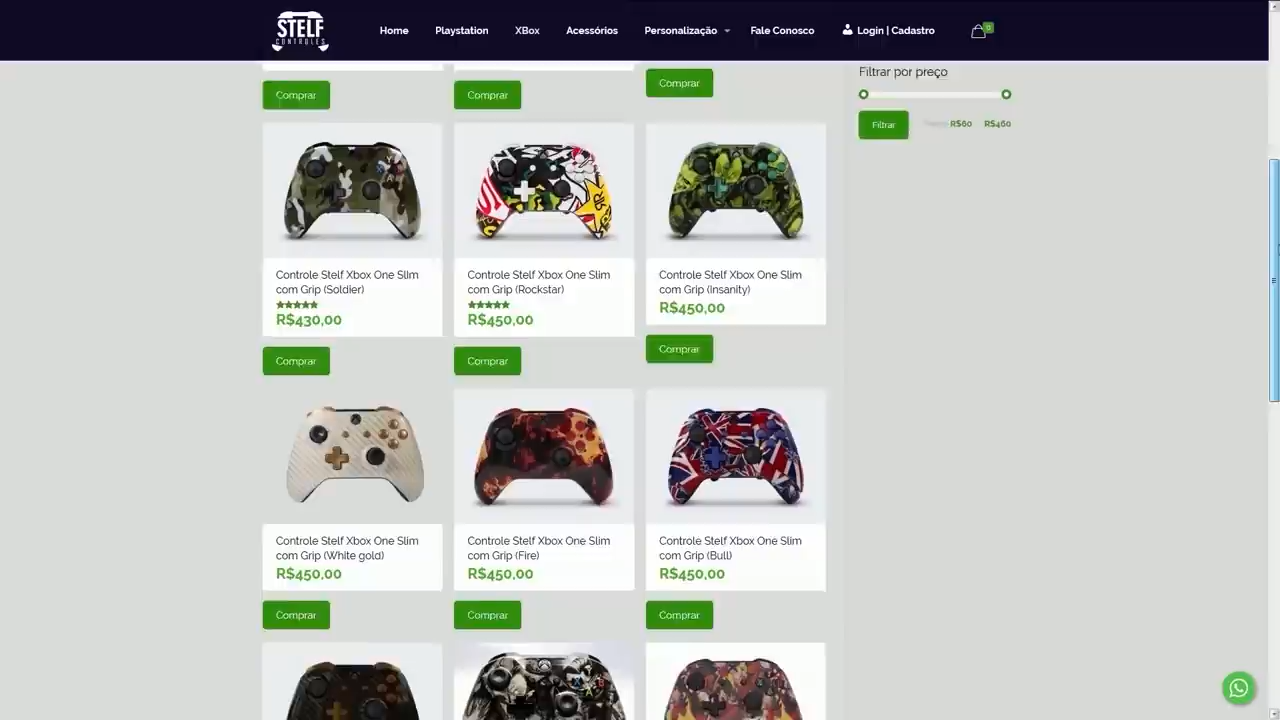 STELF
CONTROLES
Home
Playstation
XBox
Acessórios
Personalização
Fale Conosco
Login | Cadastro
0
Comprar
Comprar
Comprar
Filtrar por preço
Filtrar
R$60
R$460
Controle Stelf Xbox One Slim
com Grip (Soldier)
R$430,00
Controle Stelf Xbox One Slim
com Grip (Rockstar)
R$450,00
Controle Stelf Xbox One Slim
com Grip (Insanity)
R$450,00
Comprar
Comprar
Comprar
Controle Stelf Xbox One Slim
com Grip (White gold)
R$450,00
Controle Stelf Xbox One Slim
com Grip (Fire)
R$450,00
Controle Stelf Xbox One Slim
com Grip (Bull)
R$450,00
Comprar
Comprar
Comprar